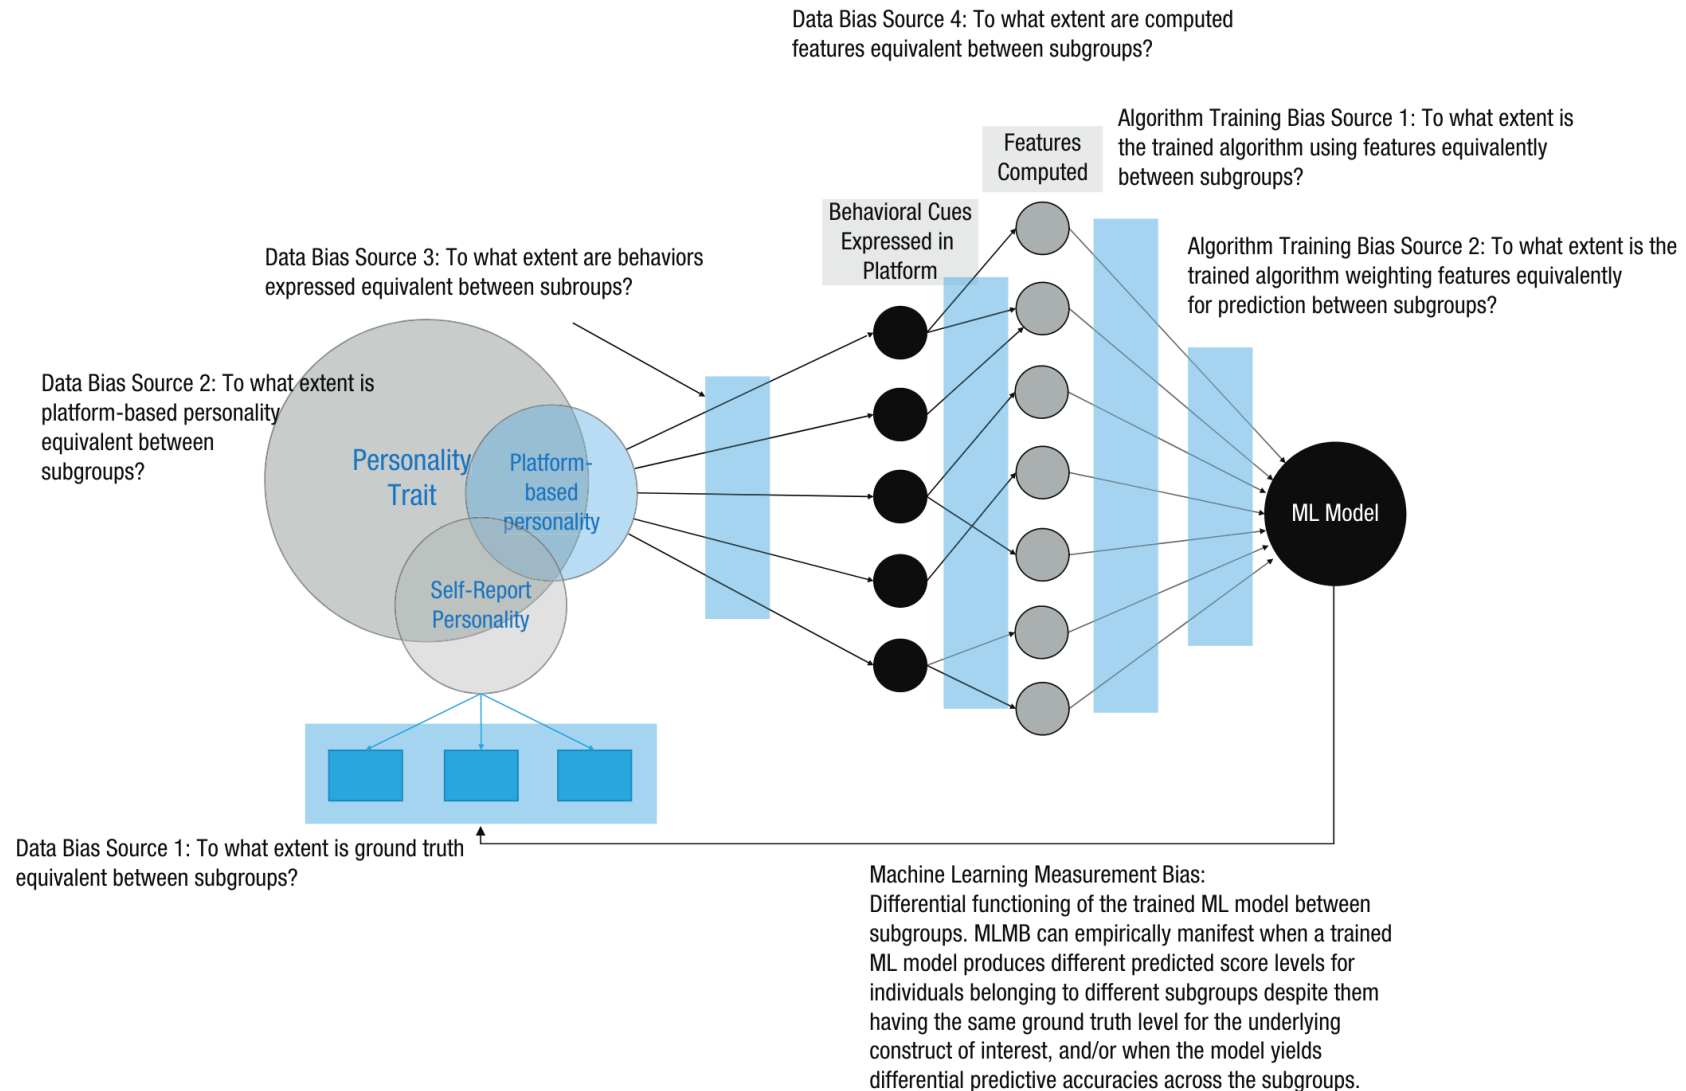 Data Bias Source 4: To what extent are computed
features equivalent between subgroups?
Algorithm Training Bias Source 1: To what extent is
the trained algorithm using features equivalently
between subgroups?
Features
Computed
Behavioral Cues
Expressed in
Platform
Algorithm Training Bias Source 2: To what extent is the
trained algorithm weighting features equivalently
for prediction between subgroups?
Data Bias Source 3: To what extent are behaviors
expressed equivalent between subroups?
Data Bias Source 2: To what extent is
platform-based personality
equivalent between
subgroups?
Personality
Trait
Platform-
based
personality
Self-Report
Personality
ML Model
Data Bias Source 1: To what extent is ground truth
equivalent between subgroups?
Machine Learning Measurement Bias:
Differential functioning of the trained ML model between
subgroups. MLMB can empirically manifest when a trained
ML model produces different predicted score levels for
individuals belonging to different subgroups despite them
having the same ground truth level for the underlying
construct of interest, and/or when the model yields
differential predictive accuracies across the subgroups.